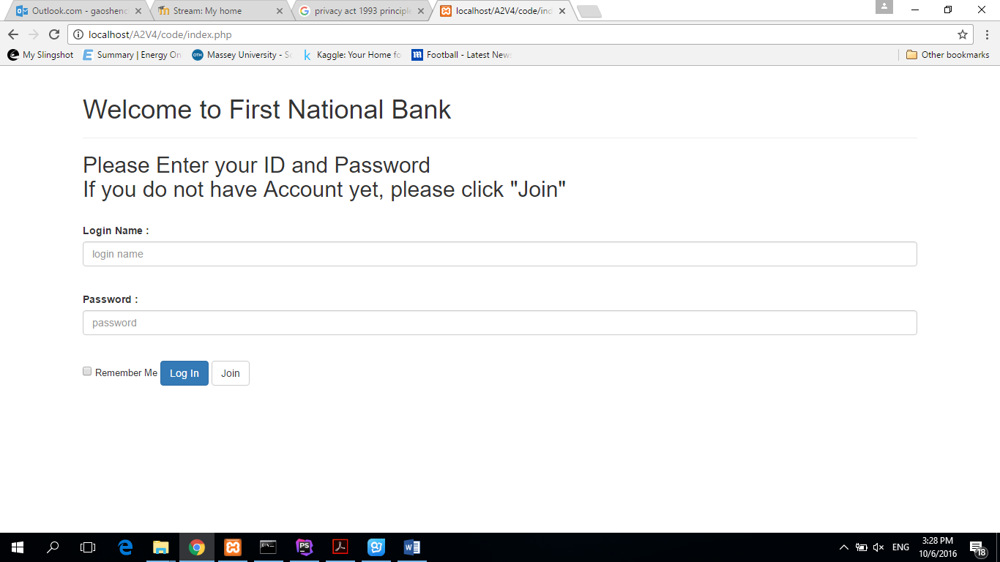 Outlook.com - gaoshenc
Stream: My home
privacy act 1993 principle
localhost/A2V4/code/ind
localhost/A2V4/code/index.php
My Slingshot
Summary | Energy On
Massey University - Sc
Kaggle: Your Home fo
Football - Latest News
Other bookmarks
Welcome to First National Bank
Please Enter your ID and Password
If you do not have Account yet, please click "Join"
Login Name :
login name
Password :
password
Remember Me Log In Join
ENG
3:28 PM
10/6/2016
18